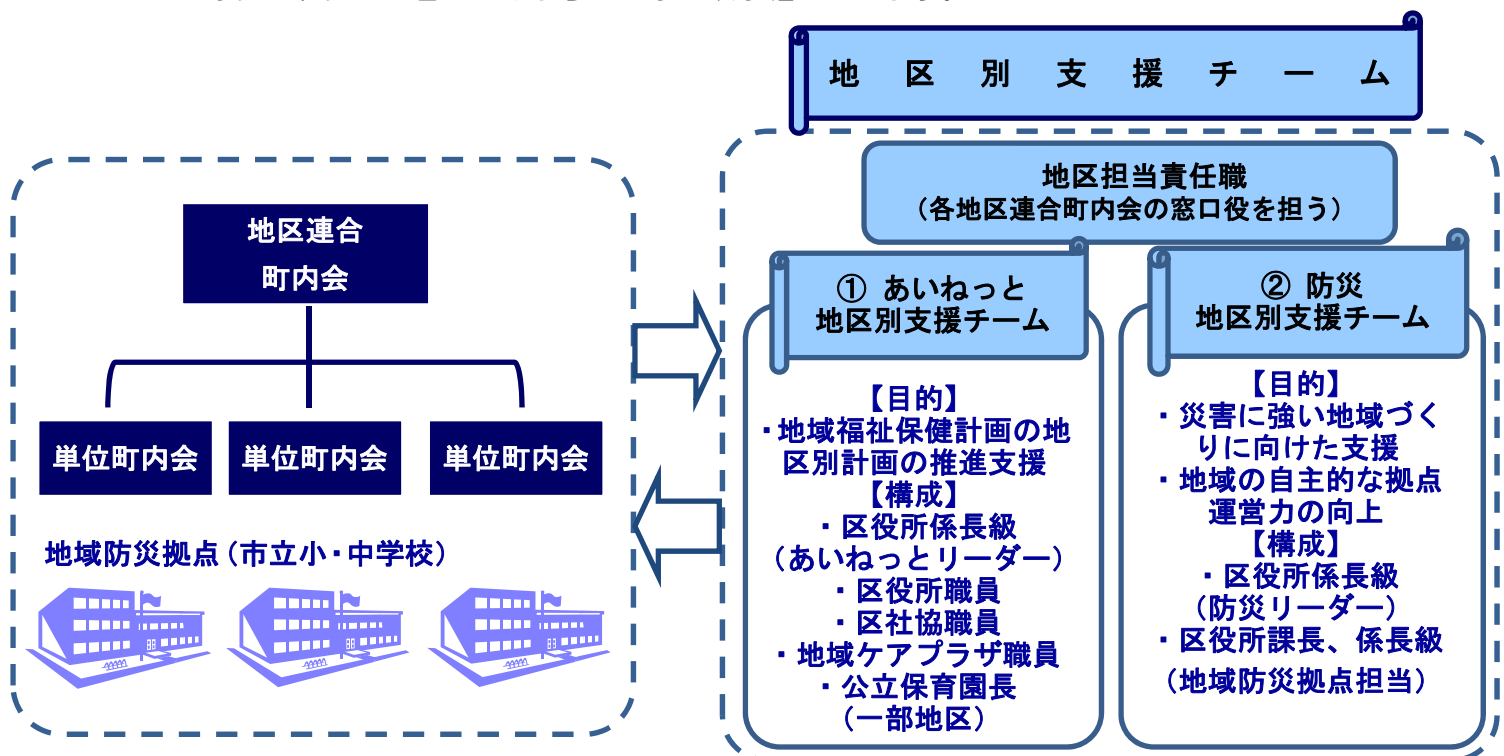 地区別支援チーム
地区担当責任職
（各地区連合町内会の窓口役を担う）
地区連合
町内会
単位町内会
単位町内会
単位町内会
地域防災拠点（市立小・中学校）
① あいねっと
地区別支援チーム
【目的】
・地域福祉保健計画の地
区別計画の推進支援
【構成】
・区役所係長級
（あいねっとリーダー）
・区役所職員
・区社協職員
・地域ケアプラザ職員
・公立保育園長
（一部地区）
② 防災
地区別支援チーム
【目的】
・災害に強い地域づく
りに向けた支援
・地域の自主的な拠点
運営力の向上
【構成】
・区役所係長級
（防災リーダー）
・区役所課長、係長級
（地域防災拠点担当）